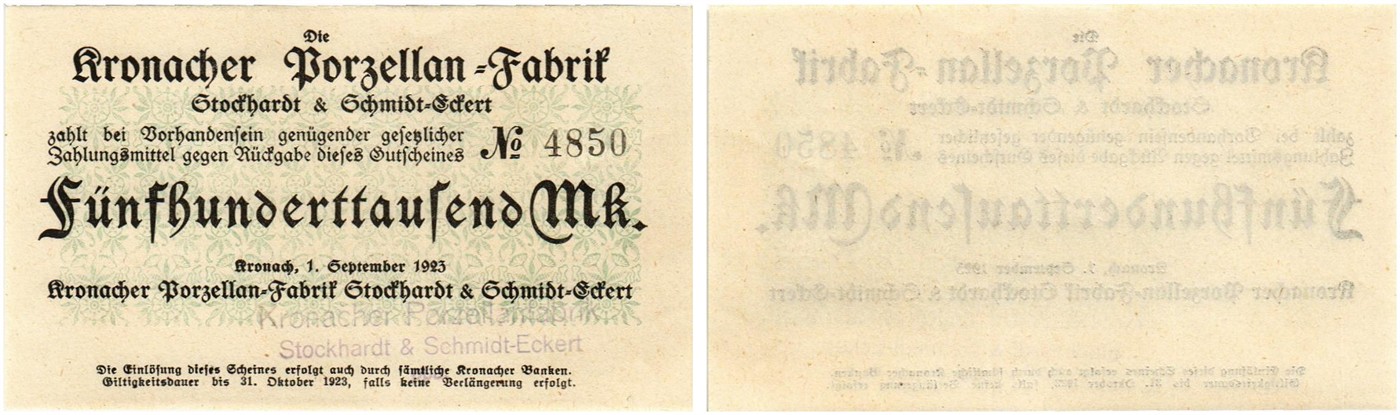 Die
Kronacher Porzellan-Fabrik
Stockhardt & Schmidt-Eckert
zahlt bei Vorhandensein genügender gesetzlicher
Zahlungsmittel gegen Rückgabe dieses Gutscheines
№ 4850
Fünfhunderttausend Mk.
Kronach, 1. September 1923
Kronacher Porzellan-Fabrik Stockhardt & Schmidt-Eckert
Kronacher Porzellanfabrik
Stockhardt & Schmidt-Eckert
Die Einlösung dieses Scheines erfolgt auch durch sämtliche Kronacher Banken.
Giltigkeitsdauer bis 31. Oktober 1923, falls keine Verlängerung erfolgt.